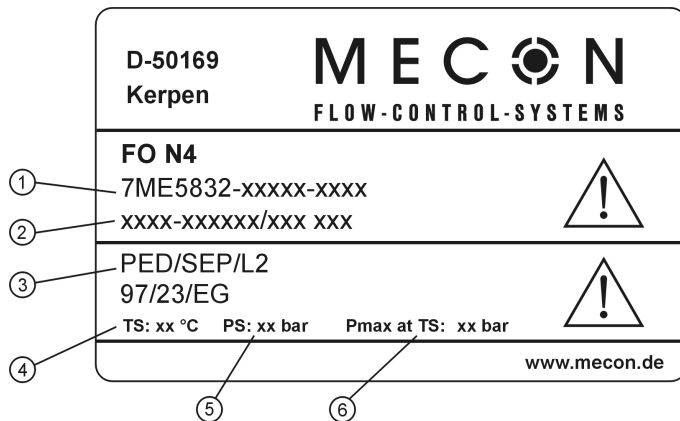 D-50169
Kerpen
MECON
FLOW-CONTROL-SYSTEMS
FO N4
① 7ME5832-xxxxx-xxxx
② xxxx-xxxxxx/xxx xxx
③ PED/SEP/L2
97/23/EG
④ TS: xx °C ⑤ PS: xx bar ⑥ Pmax at TS: xx bar
www.mecon.de